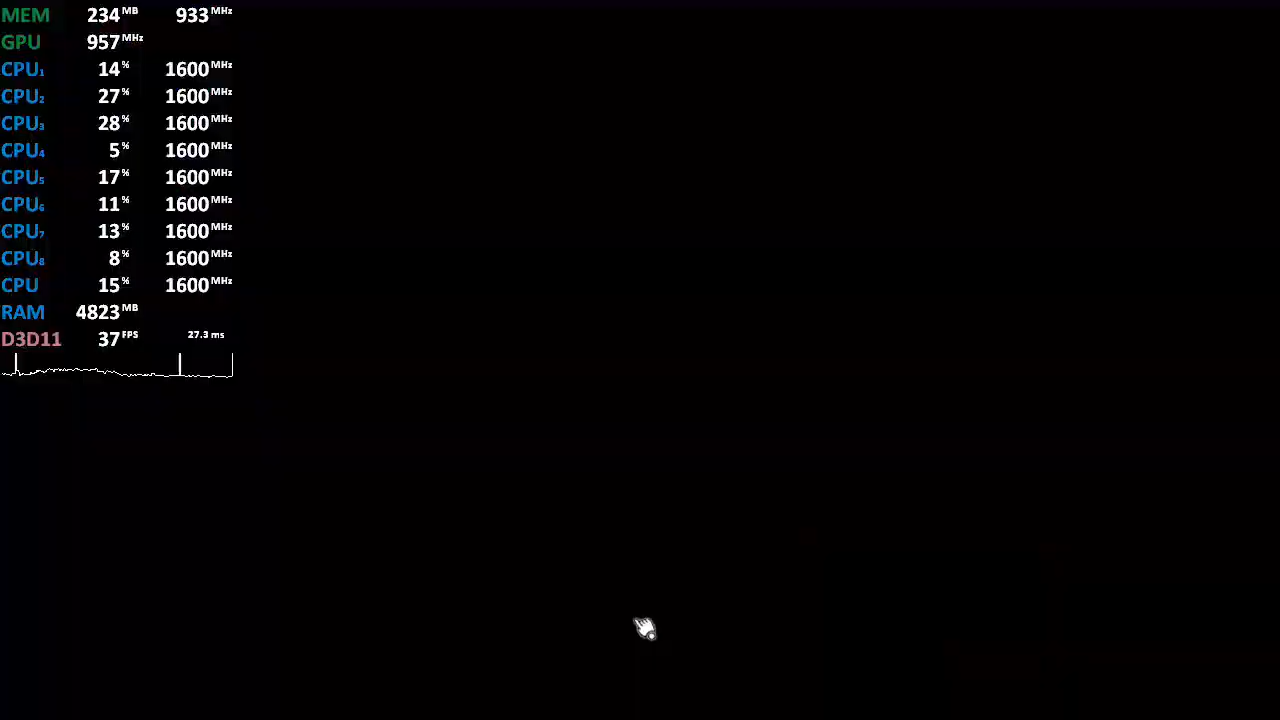 MEM 234 MB 933 MHz
GPU 957 MHz
CPU1 14 % 1600 MHz
CPU2 27 % 1600 MHz
CPU3 28 % 1600 MHz
CPU4 5 % 1600 MHz
CPU5 17 % 1600 MHz
CPU6 11 % 1600 MHz
CPU7 13 % 1600 MHz
CPU8 8 % 1600 MHz
CPU 15 % 1600 MHz
RAM 4823 MB
D3D11 37 FPS 27.3 ms